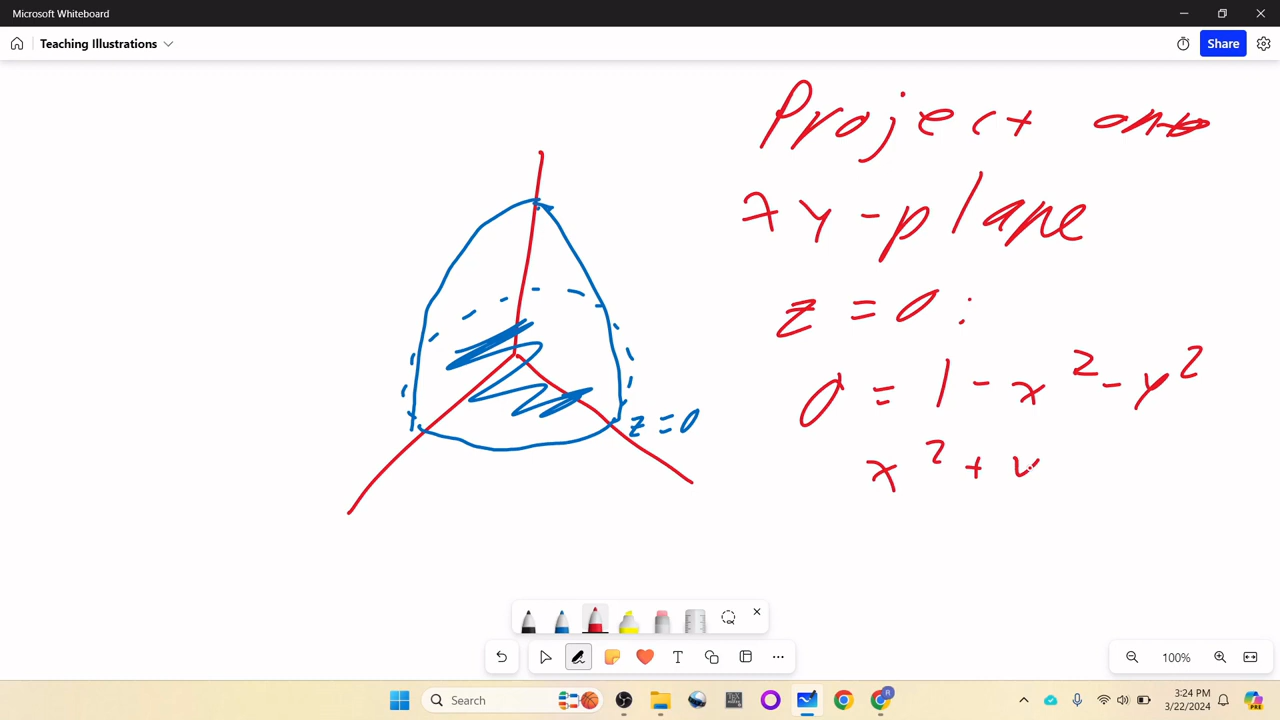 Microsoft Whiteboard
Teaching Illustrations
Share
Project onto
xy-plane
z = 0 :
0 = 1 - x² - y²
x² + y
z = 0
100%
Search
3:24 PM
3/22/2024